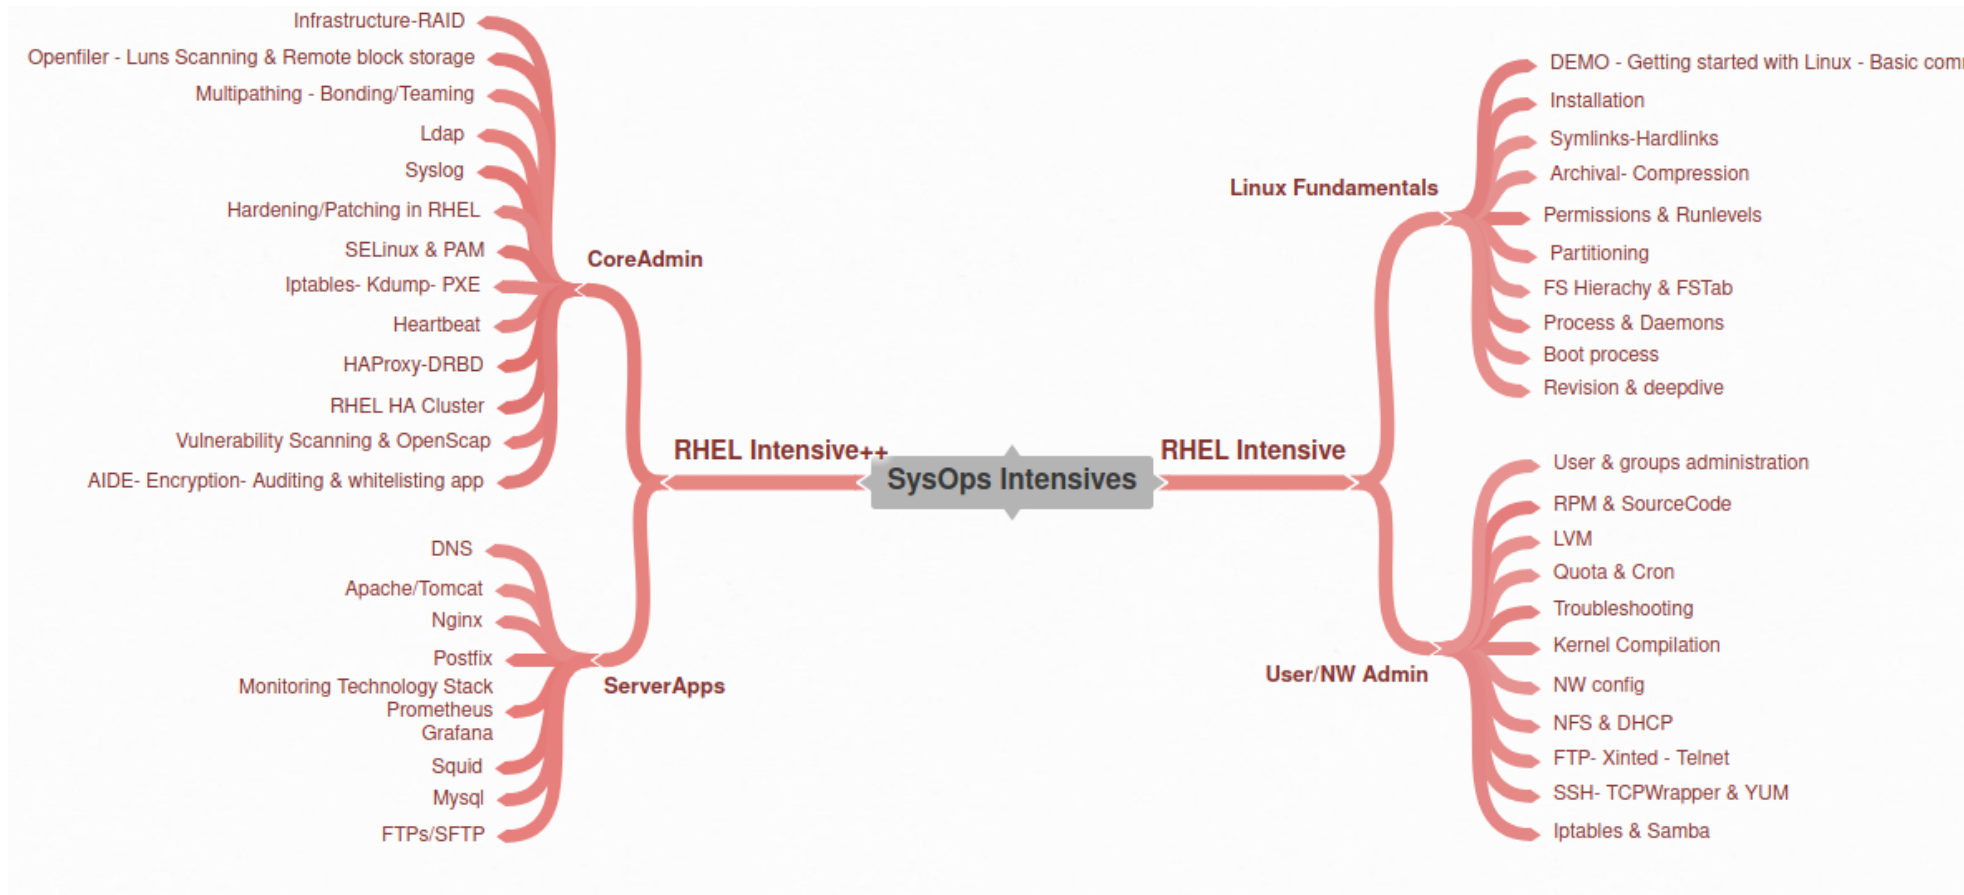 Infrastructure-RAID
Openfiler - Luns Scanning & Remote block storage
Multipathing - Bonding/Teaming
Ldap
Syslog
Hardening/Patching in RHEL
SELinux & PAM
Iptables- Kdump- PXE
Heartbeat
HAProxy-DRBD
RHEL HA Cluster
Vulnerability Scanning & OpenScap
AIDE- Encryption- Auditing & whitelisting app
CoreAdmin
DNS
Apache/Tomcat
Nginx
Postfix
Monitoring Technology Stack
Prometheus
Grafana
Squid
Mysql
FTPs/SFTP
ServerApps
RHEL Intensive++
SysOps Intensives
RHEL Intensive
Linux Fundamentals
DEMO - Getting started with Linux - Basic
Installation
Symlinks-Hardlinks
Archival- Compression
Permissions & Runlevels
Partitioning
FS Hierachy & FSTab
Process & Daemons
Boot process
Revision & deepdive
User/NW Admin
User & groups administration
RPM & SourceCode
LVM
Quota & Cron
Troubleshooting
Kernel Compilation
NW config
NFS & DHCP
FTP- Xinted - Telnet
SSH- TCPWrapper & YUM
Iptables & Samba